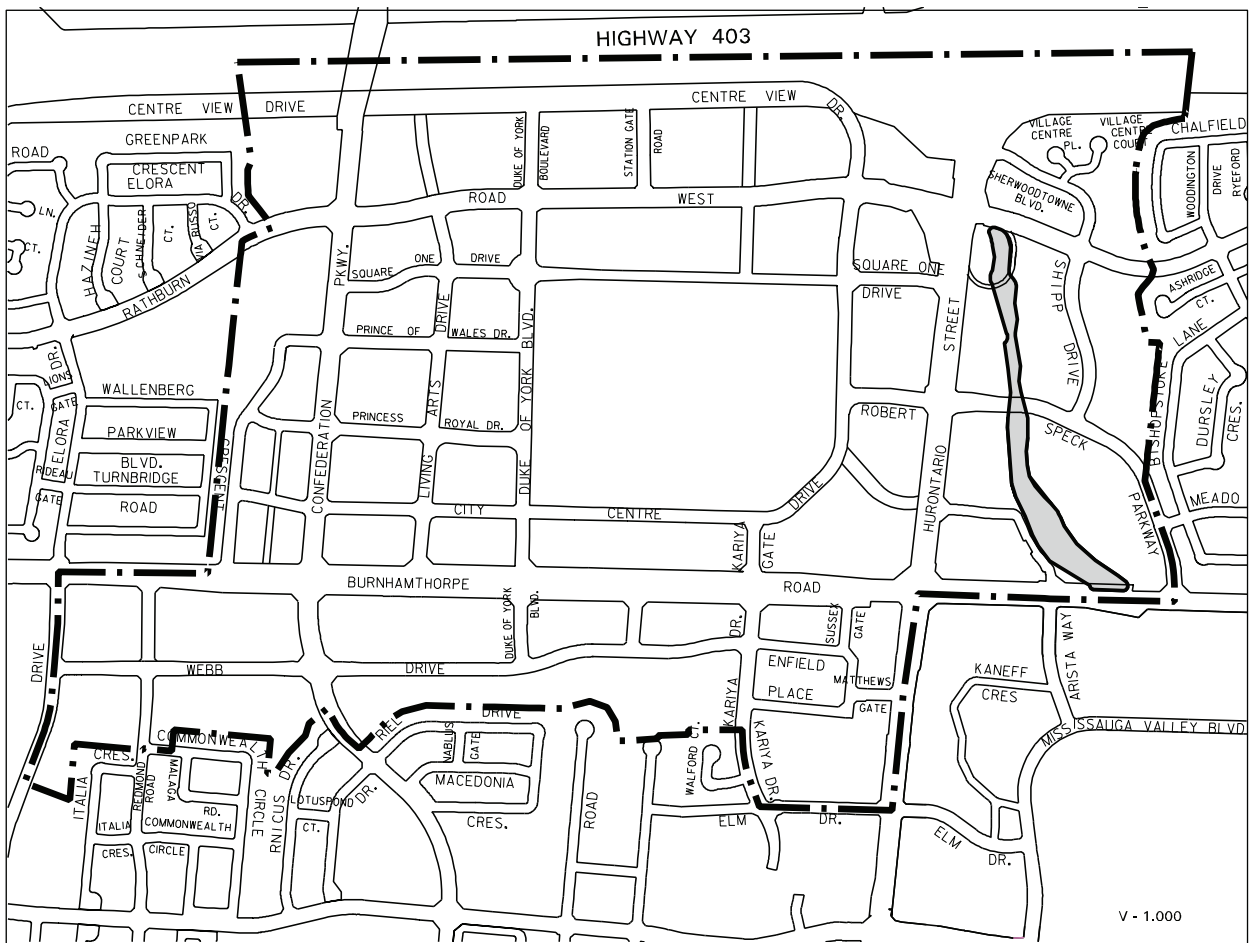 HIGHWAY 403
CENTRE VIEW DRIVE
CENTRE VIEW
DR.
GREENPARK
ROAD
CRESCENT
ELORA
DR.
LN.
CT.
HAZINEH
COURT
SCHNEIDER
CT.
VIA RUSSO
CT.
RATHBURN
ROAD
WEST
DUKE OF YORK
BOULEVARD
STATION GATE
ROAD
VILLAGE
CENTRE
PL.
VILLAGE
CENTRE
COURT
CHALFIELD
SHERWOODTOWNE
BLVD.
WOODINGTON
DRIVE
RYEFORD
PKWY.
SQUARE ONE DRIVE
SQUARE ONE
DRIVE
STREET
SHIPP
DRIVE
ASHRIDGE
CT.
LANE
BISHOPSTOKE
DURSLEY
CRES.
PRINCE OF WALES DR.
DRIVE
DUKE OF YORK BLVD.
LIONS
GATE
DR.
CT.
ELORA
RIDEAU
GATE
WALLENBERG
PARKVIEW
BLVD.
TURNBRIDGE
ROAD
CRESCENT
CONFEDERATION
PRINCESS ROYAL DR.
ARTS
LIVING
CITY CENTRE
DRIVE
ROBERT
SPECK
PARKWAY
HURONTARIO
MEADO
KARIYA
GATE
BURNHAMTHORPE
ROAD
DRIVE
DUKE OF YORK
BLVD.
DR.
SUSSEX
GATE
WEBB
DRIVE
ENFIELD
PLACE
MATTHEWS
GATE
KARIYA
KARIYA DR.
KANEFF
CRES
ARISTA WAY
MISSISSAUGA VALLEY BLVD.
COMMONWEALTH
CIRCLE
CRES.
ITALIA
REDMOND
ROAD
MALAGA
RD.
ITALIA
CRES.
COMMONWEALTH
CIRCLE
DR.
LOTUSPOND
CT.
DR.
RIEL
DRIVE
NABILLUS
GATE
MACEDONIA
CRES.
ROAD
WALFORD CT.
ELM DR.
ELM
DR.
V - 1.000